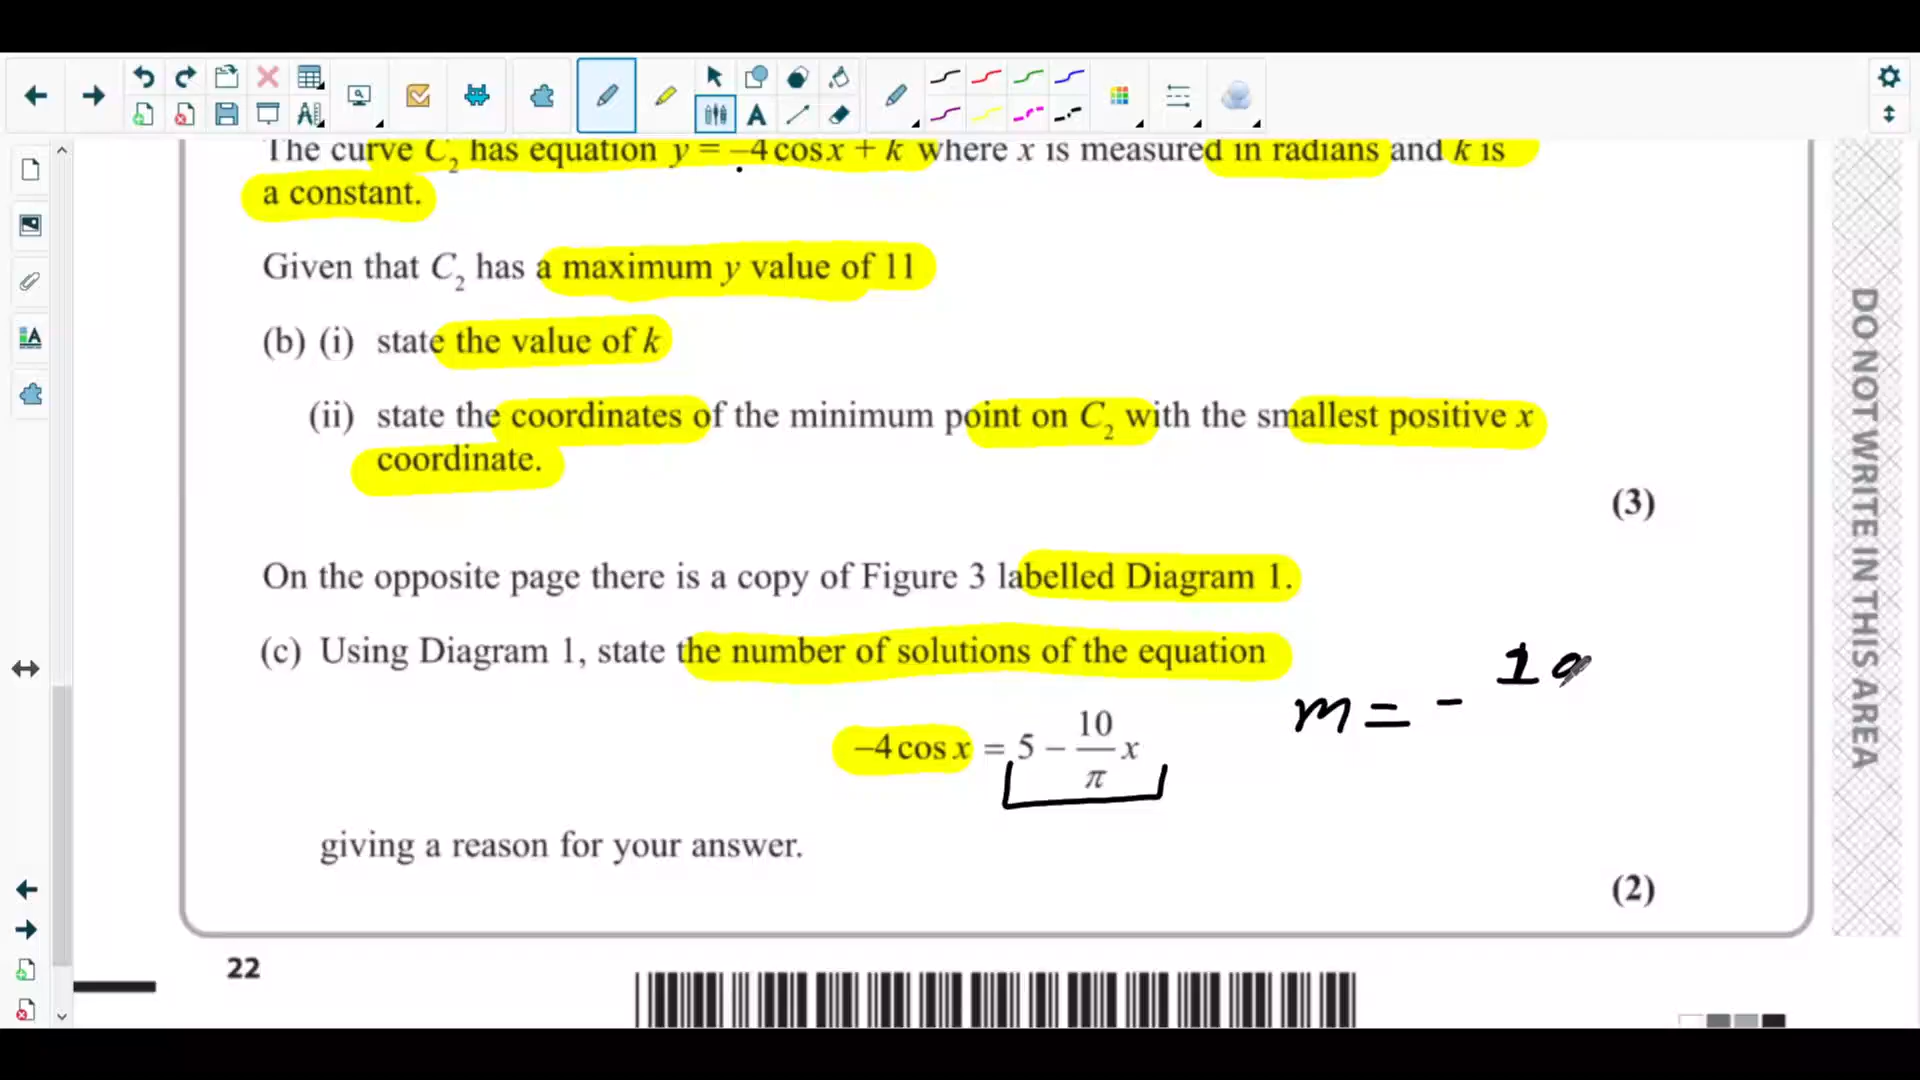 The curve C₂ has equation y = −4cosx + k where x is measured in radians and k is
a constant.
Given that C₂ has a maximum y value of 11
(b) (i) state the value of k
(ii) state the coordinates of the minimum point on C₂ with the smallest positive x
coordinate.
(3)
On the opposite page there is a copy of Figure 3 labelled Diagram 1.
(c) Using Diagram 1, state the number of solutions of the equation
−4cosx = 5 − 10/π x
m = - 10
giving a reason for your answer.
(2)
22
DO NOT WRITE IN THIS AREA